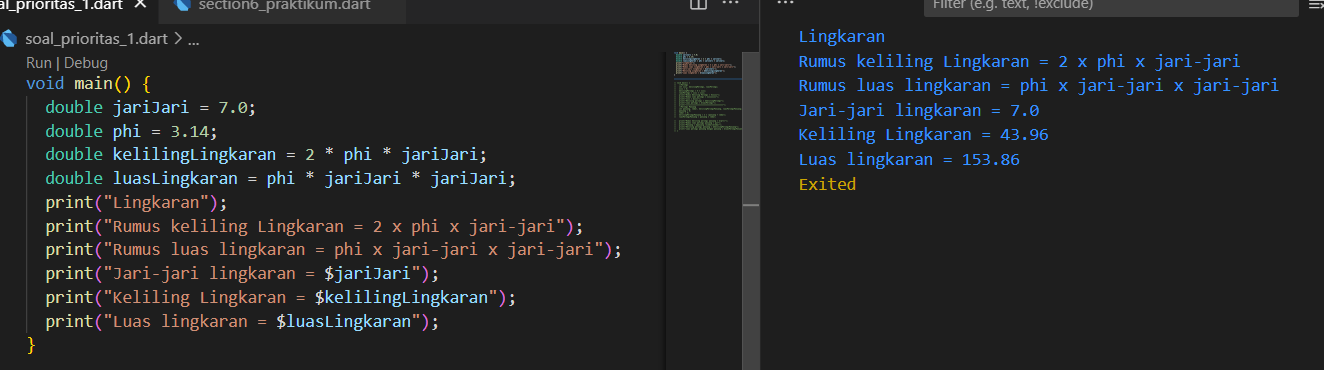 al_prioritas_1.dart
section6_praktikum.dart
soal_prioritas_1.dart > ...
Run | Debug
void main() {
double jariJari = 7.0;
double phi = 3.14;
double kelilingLingkaran = 2 * phi * jariJari;
double luasLingkaran = phi * jariJari * jariJari;
print("Lingkaran");
print("Rumus keliling Lingkaran = 2 x phi x jari-jari");
print("Rumus luas lingkaran = phi x jari-jari x jari-jari");
print("Jari-jari lingkaran = $jariJari");
print("Keliling Lingkaran = $kelilingLingkaran");
print("Luas lingkaran = $luasLingkaran");
}
Filter (e.g. text, !exclude)
Lingkaran
Rumus keliling Lingkaran = 2 x phi x jari-jari
Rumus luas lingkaran = phi x jari-jari x jari-jari
Jari-jari lingkaran = 7.0
Keliling Lingkaran = 43.96
Luas lingkaran = 153.86
Exited